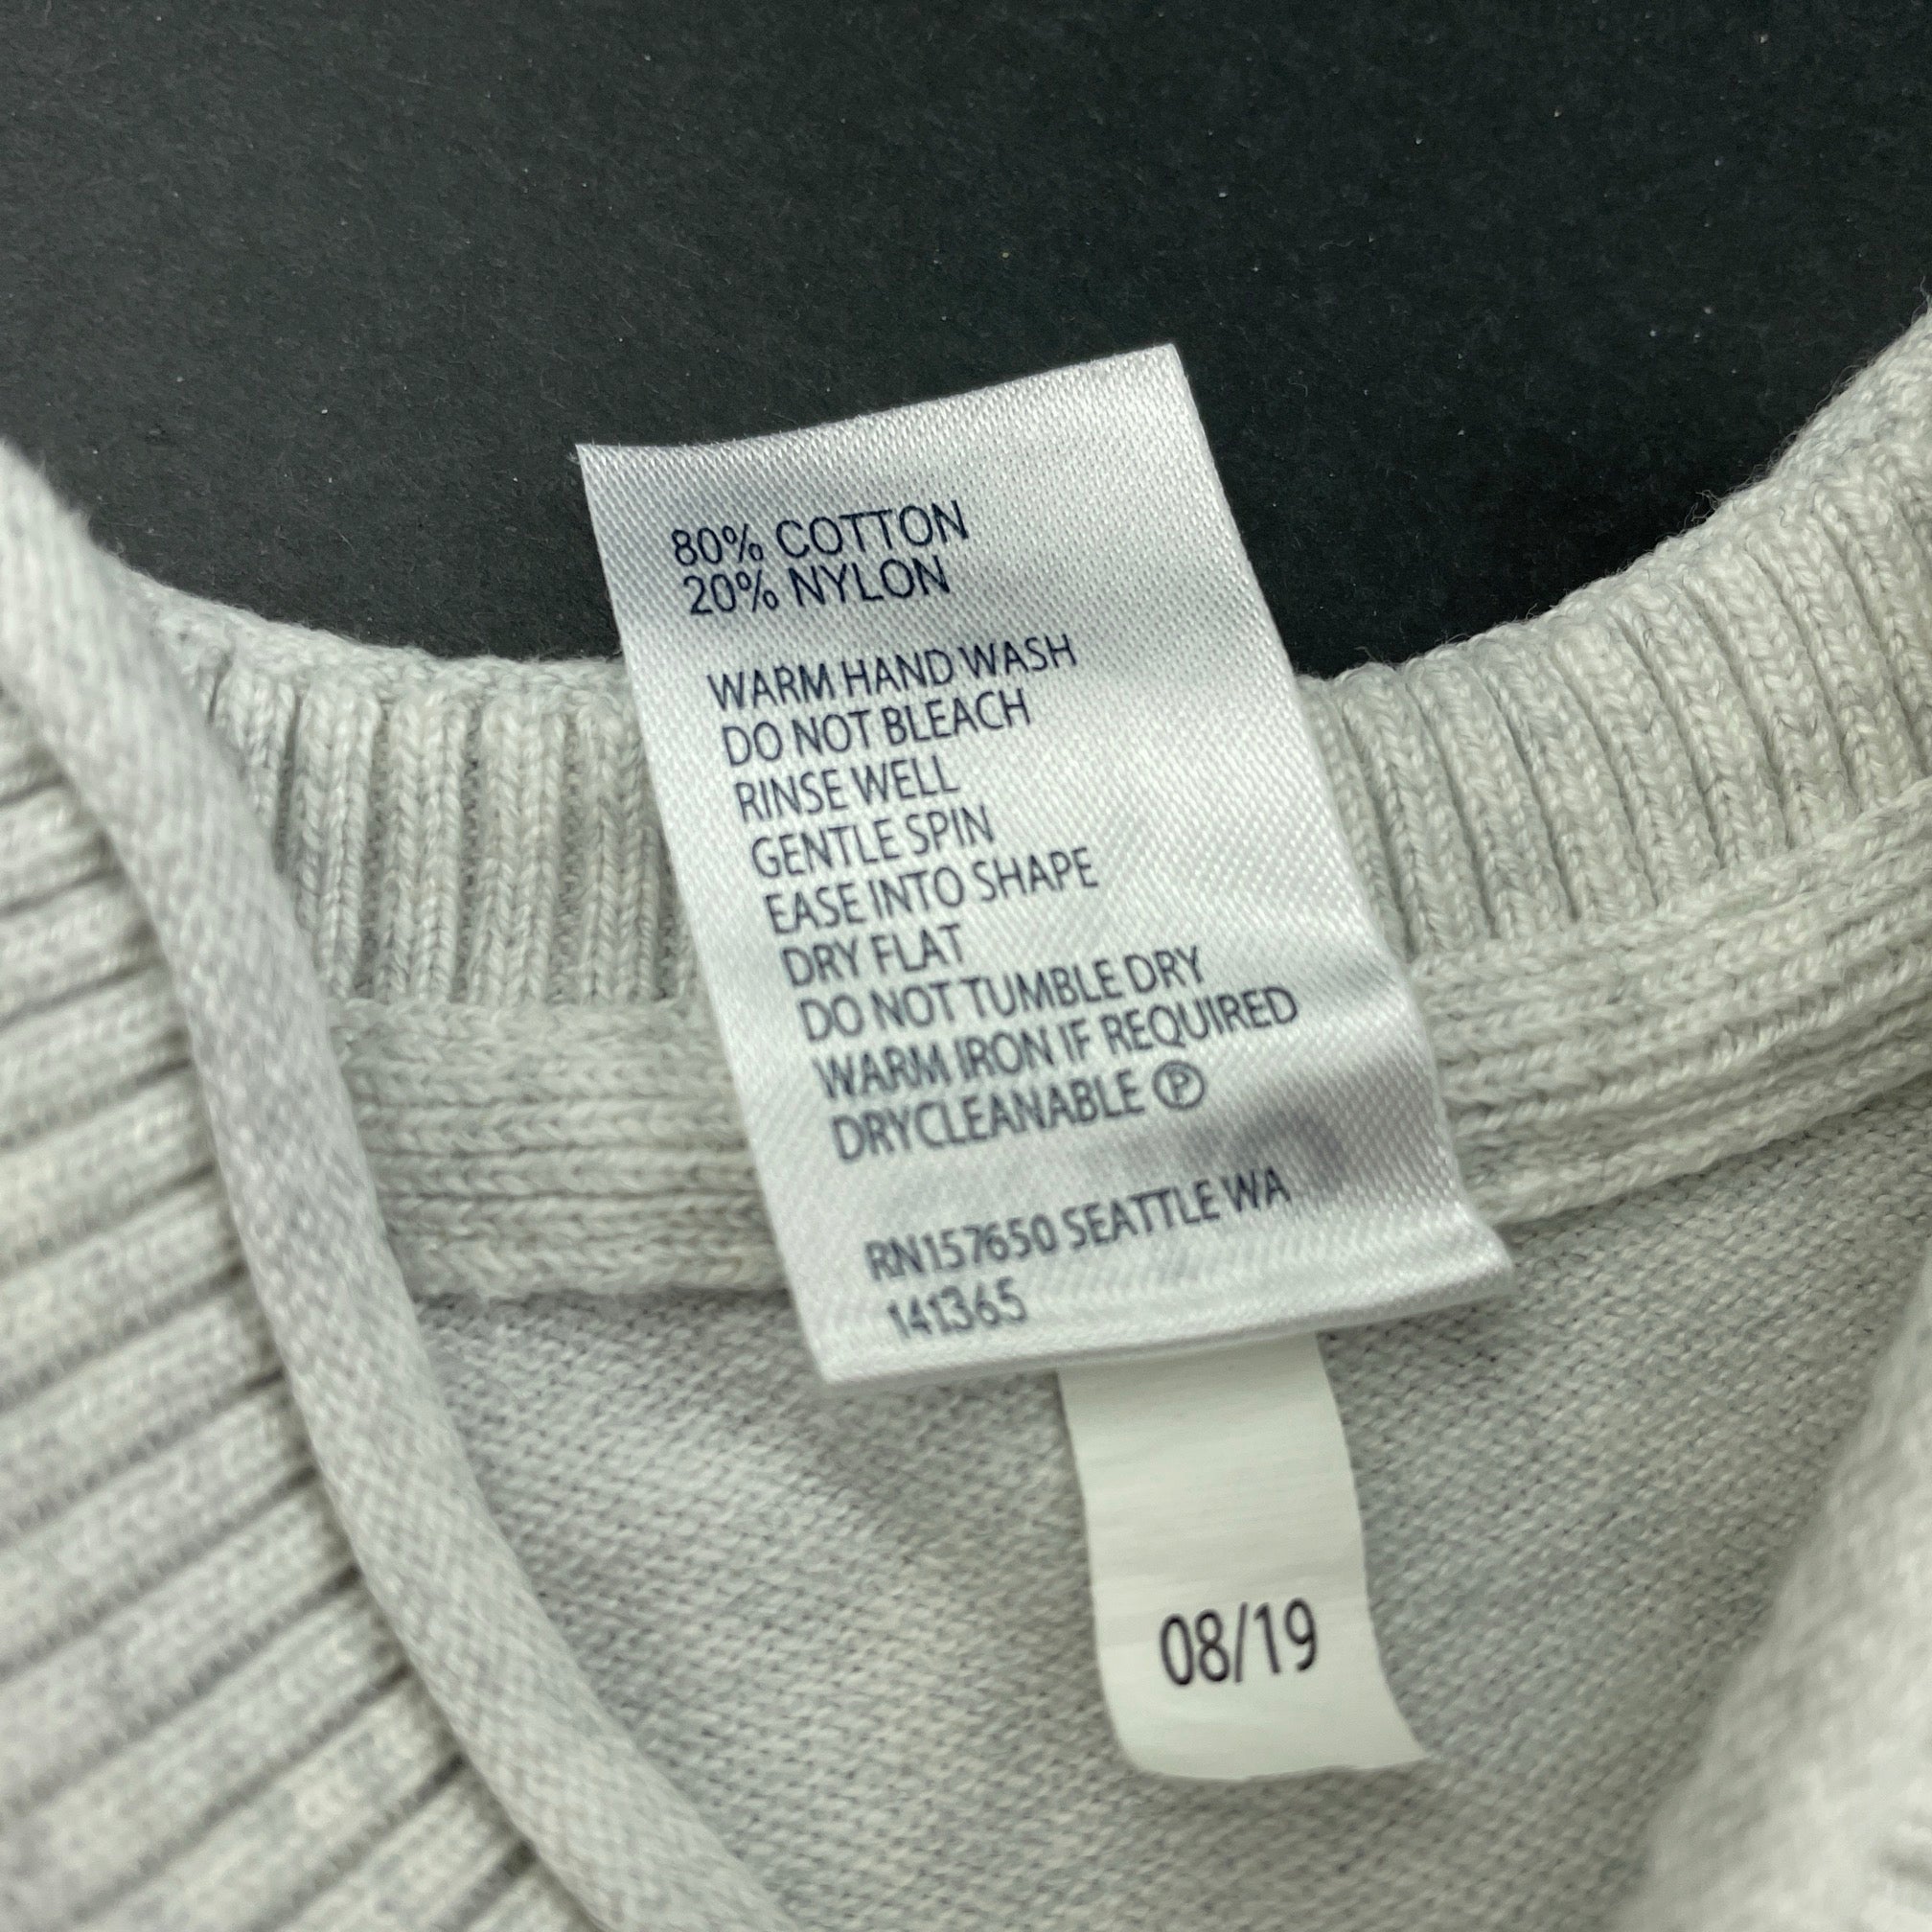 80% COTTON
20% NYLON
WARM HAND WASH
DO NOT BLEACH
RINSE WELL
GENTLE SPIN
EASE INTO SHAPE
DRY FLAT
DO NOT TUMBLE DRY
WARM IRON IF REQUIRED
DRYCLEANABLE Ⓟ
RN157650 SEATTLE WA
141365
08/19